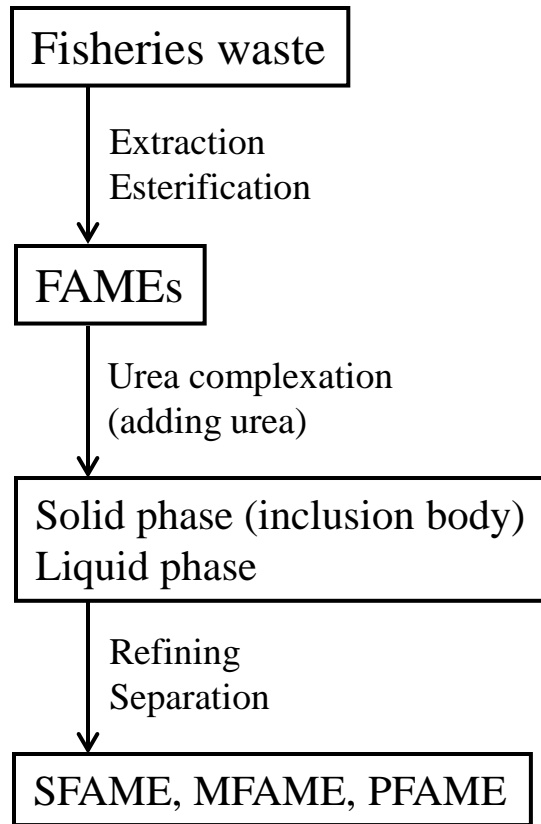 Fisheries waste
Extraction
Esterification
FAMEs
Urea complexation
(adding urea)
Solid phase (inclusion body)
Liquid phase
Refining
Separation
SFAME, MFAME, PFAME